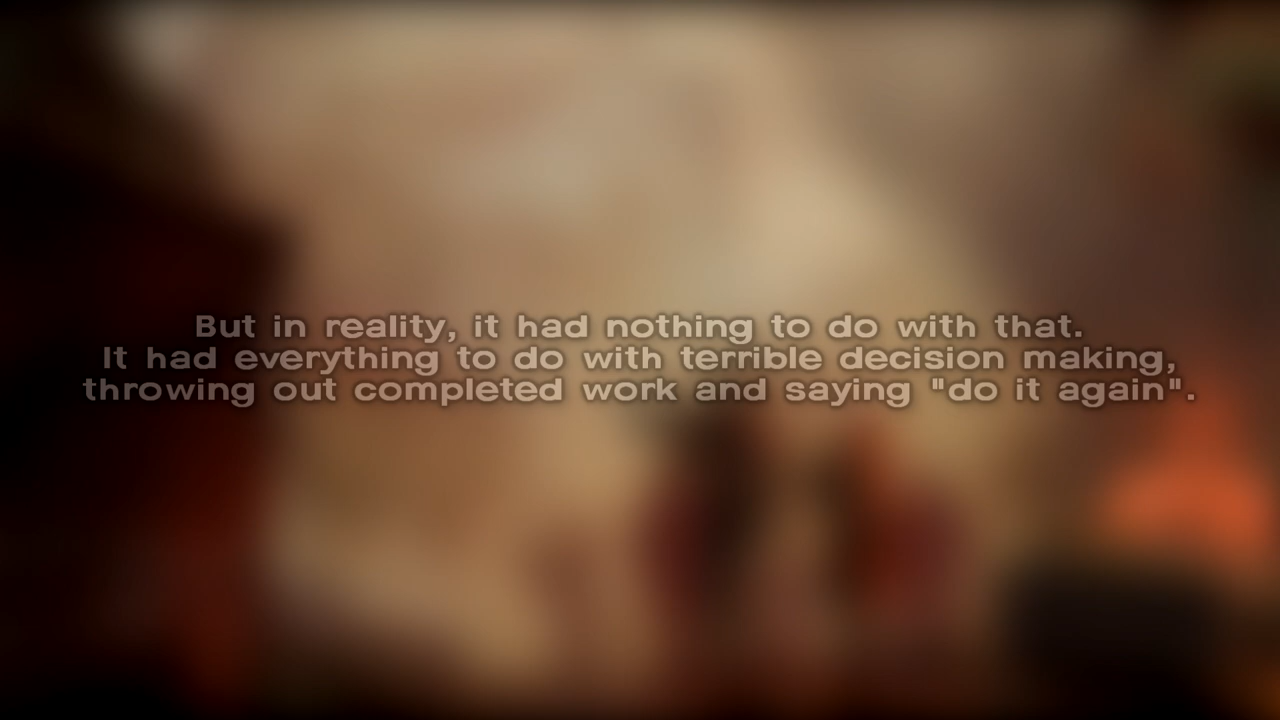 But in reality, it had nothing to do with that.
It had everything to do with terrible decision making,
throwing out completed work and saying "do it again".